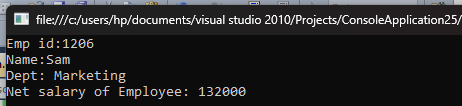 file:///c:/users/hp/documents/visual studio 2010/Projects/ConsoleApplication25/
Emp id:1206
Name:Sam
Dept: Marketing
Net salary of Employee: 132000